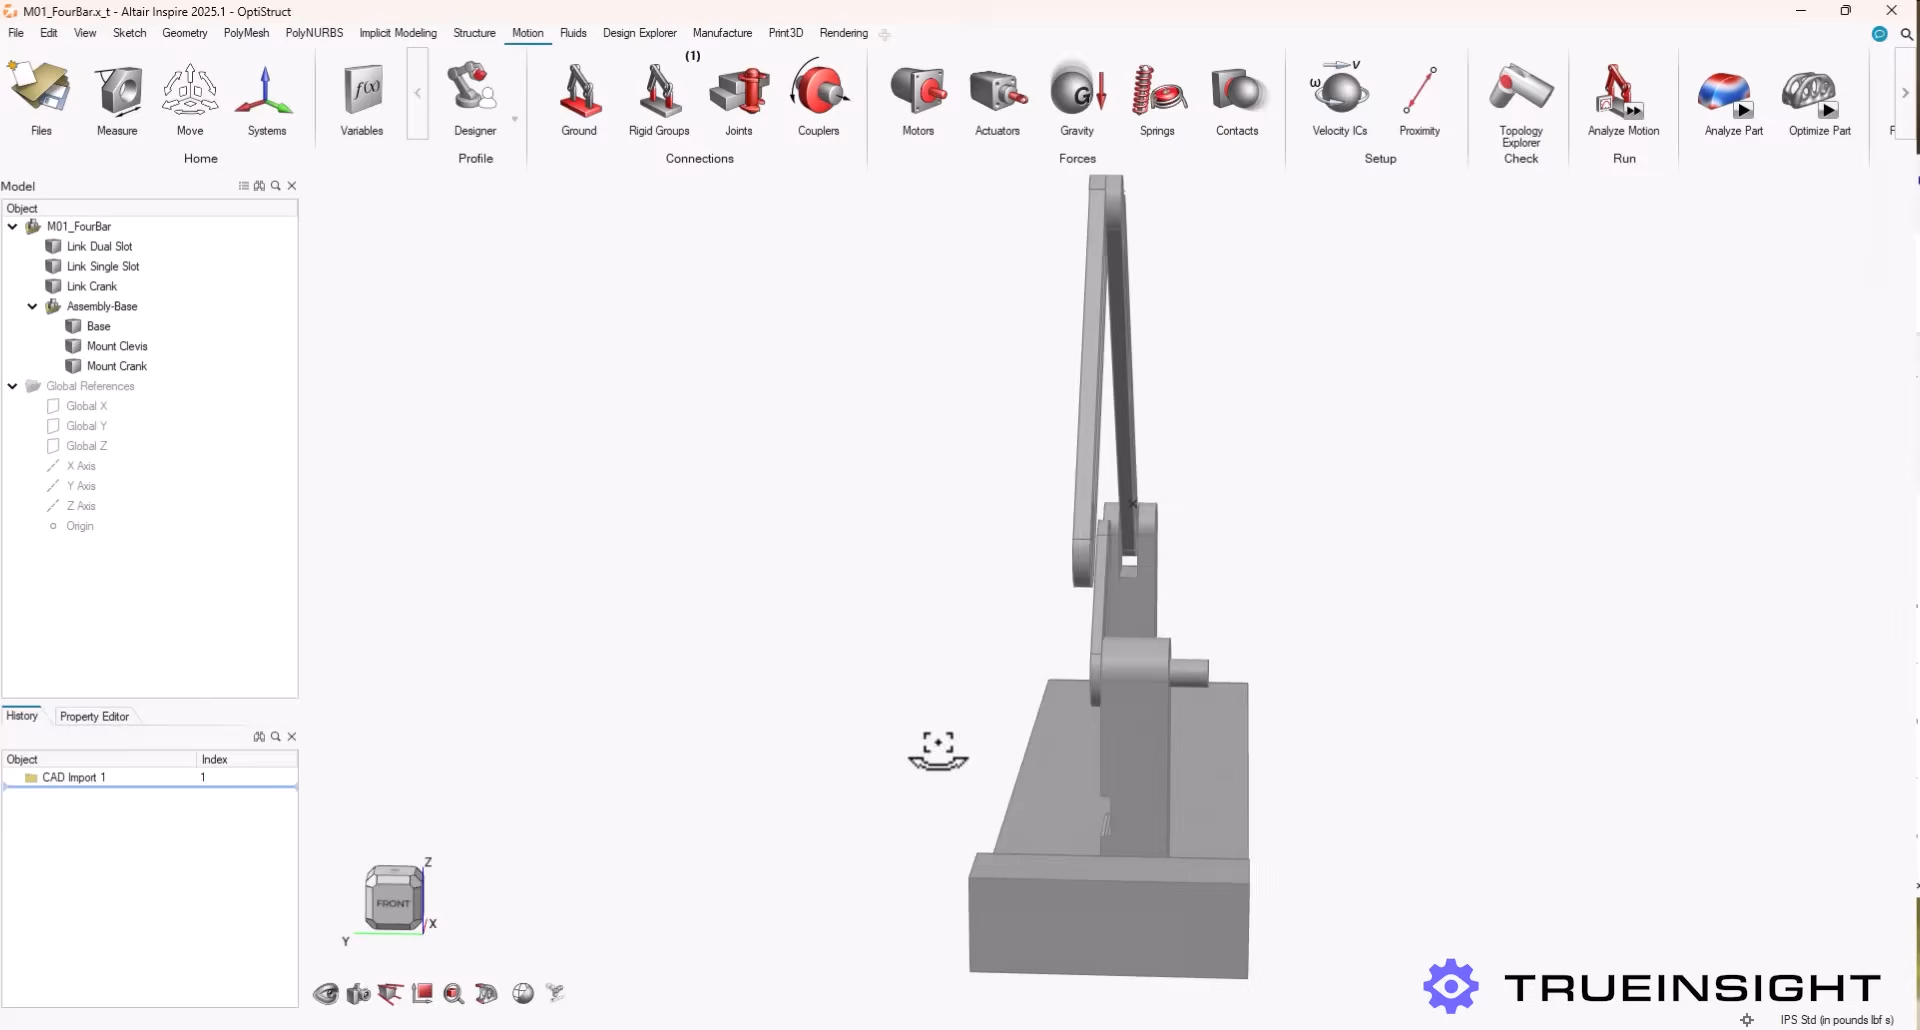 M01_FourBar.x_t - Altair Inspire 2025.1 - OptiStruct
File Edit View Sketch Geometry PolyMesh PolyNURBS Implicit Modeling Structure Motion Fluids Design Explorer Manufacture Print3D Rendering
(1)
f(x) G ω v
Files Measure Move Systems Variables Designer Ground Rigid Groups Joints Couplers Motors Actuators Gravity Springs Contacts Velocity ICs Proximity Topology Explorer Analyze Motion Analyze Part Optimize Part
Home Profile Connections Forces Setup Check Run
Model
Object
M01_FourBar
Link Dual Slot
Link Single Slot
Link Crank
Assembly-Base
Base
Mount Clevis
Mount Crank
Global References
Global X
Global Y
Global Z
X Axis
Y Axis
Z Axis
Origin
History Property Editor
Object Index
CAD Import 1 1
Z
FRONT
X
Y
TRUEINSIGHT
IPS Std (in pounds lbf s)